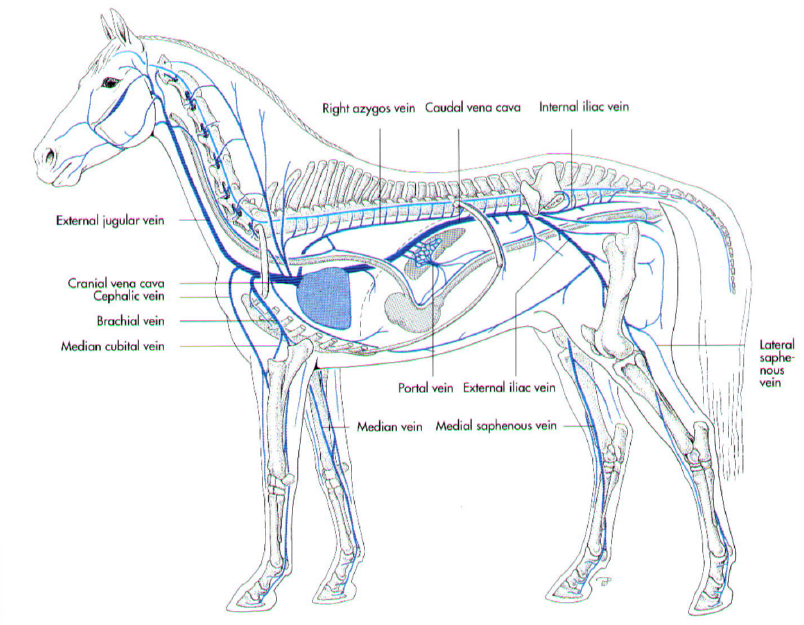 Right azygos vein Caudal vena cava Internal iliac vein
External jugular vein
Cranial vena cava
Cephalic vein
Brachial vein
Median cubital vein
Lateral
saphe-
nous
vein
Portal vein External iliac vein
Median vein Medial saphenous vein